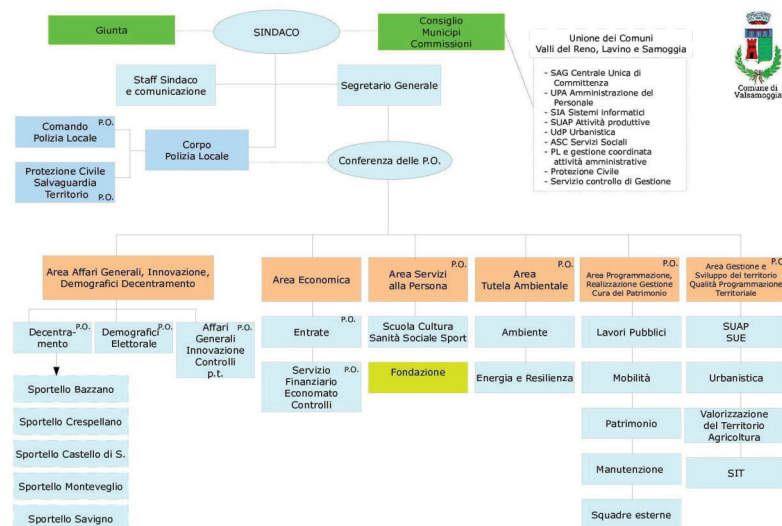 Giunta
SINDACO
Consiglio
Municipi
Commissioni
Unione dei Comuni
Valli del Reno, Lavino e Samoggia
- SAG Centrale Unica di
Committenza
- UPA Amministrazione del
Personale
- SIA Sistemi informatici
- SUAP Attività produttive
- UdP Urbanistica
- ASC Servizi Sociali
- PL e gestione coordinata
attività amministrative
- Protezione Civile
- Servizio controllo di Gestione
Comune di
Valsamoggia
Staff Sindaco
e comunicazione
Segretario Generale
P.O.
Comando
Polizia Locale
Corpo
Polizia Locale
Protezione Civile
Salvaguardia
Territorio
P.O.
Conferenza delle P.O.
Area Affari Generali, Innovazione,
Demografici Decentramento
Area Economica
P.O.
Area Servizi
alla Persona
P.O.
Area
Tutela Ambientale
P.O.
Area Programmazione,
Realizzazione Gestione
Cura del Patrimonio
P.O.
Area Gestione e
Sviluppo del territorio
Qualità Programmazione
Territoriale
P.O.
Decentra-
mento
Demografici
Elettorale
P.O.
P.O.
Affari
Generali
Innovazione
Controlli
p.t.
P.O.
Entrate
P.O.
Servizio
Finanziario
Economato
Controlli
Scuola Cultura
Sanità Sociale Sport
Fondazione
Ambiente
Energia e Resilienza
Lavori Pubblici
Mobilità
Patrimonio
Manutenzione
Squadre esterne
SUAP
SUE
Urbanistica
Valorizzazione
del Territorio
Agricoltura
SIT
Sportello Bazzano
Sportello Crespellano
Sportello Castello di S.
Sportello Monteveglio
Sportello Savigno